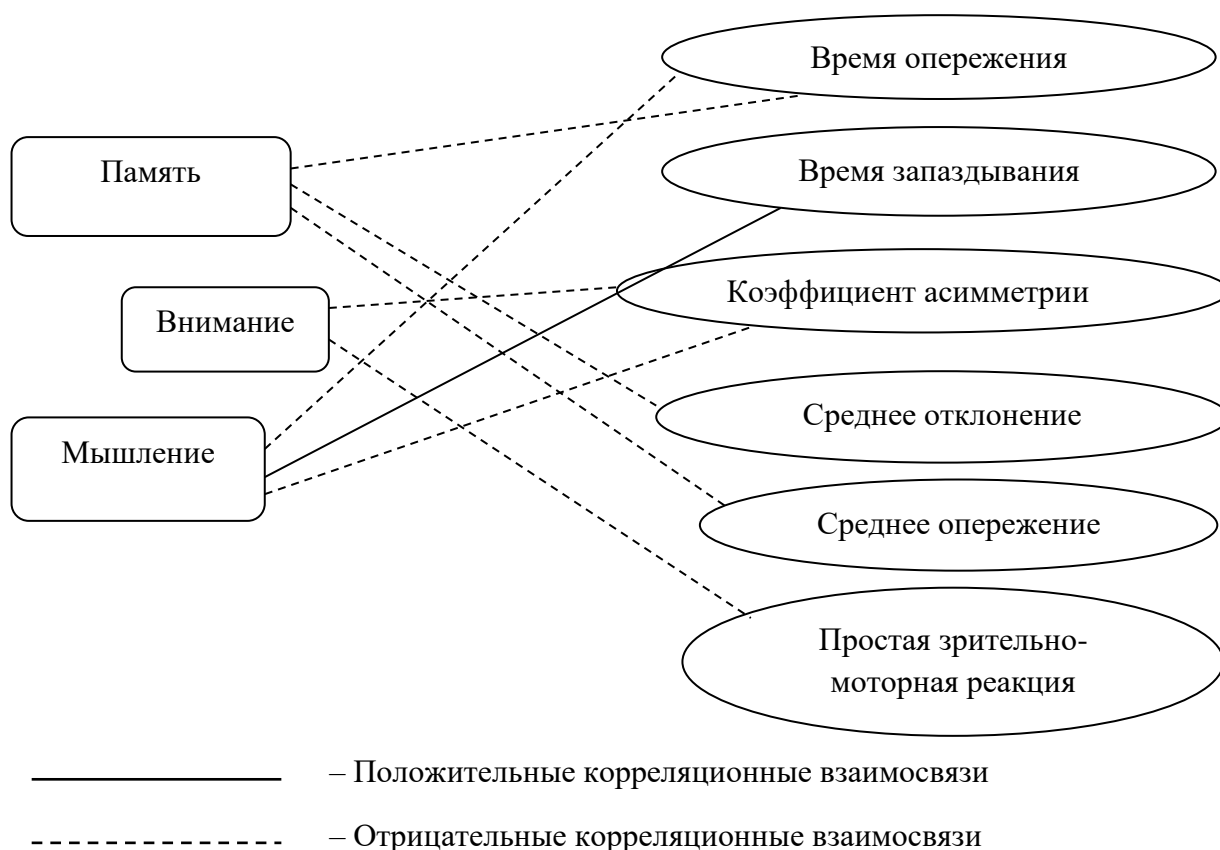 Время опережения
Память
Время запаздывания
Внимание
Коэффициент асимметрии
Мышление
Среднее отклонение
Среднее опережение
Простая зрительно-
моторная реакция
– Положительные корреляционные взаимосвязи
– Отрицательные корреляционные взаимосвязи